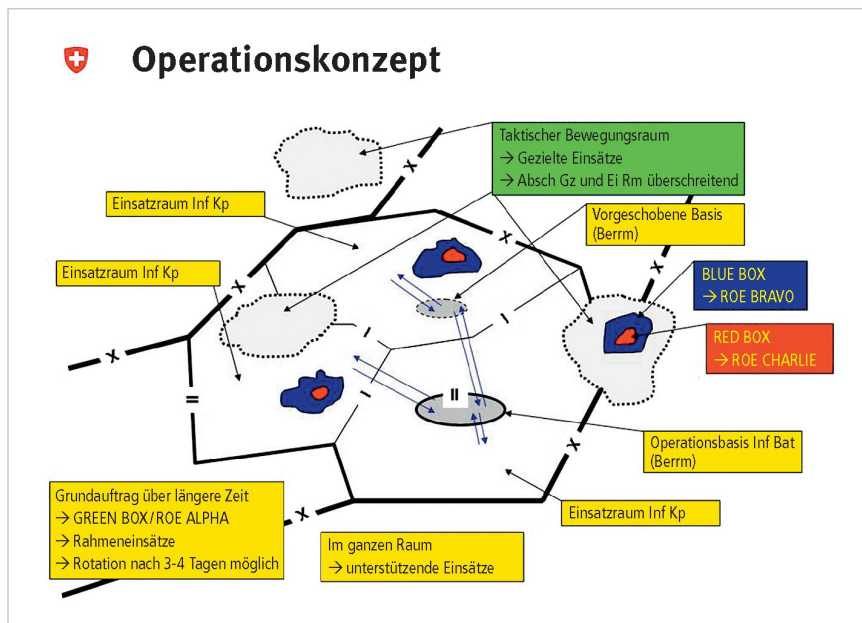 Operationskonzept
Taktischer Bewegungsraum
→ Gezielte Einsätze
→ Absch Gz und Ei Rm überschreitend
Einsatzraum Inf Kp
Vorgeschobene Basis
(Berrm)
Einsatzraum Inf Kp
BLUE BOX
→ ROE BRAVO
RED BOX
→ ROE CHARLIE
X
X
X
X
X
X
X
I
I
I
II
II
Operationsbasis Inf Bat
(Berrm)
Grundauftrag über längere Zeit
→ GREEN BOX/ROE ALPHA
→ Rahmeneinsätze
→ Rotation nach 3-4 Tagen möglich
Einsatzraum Inf Kp
Im ganzen Raum
→ unterstützende Einsätze